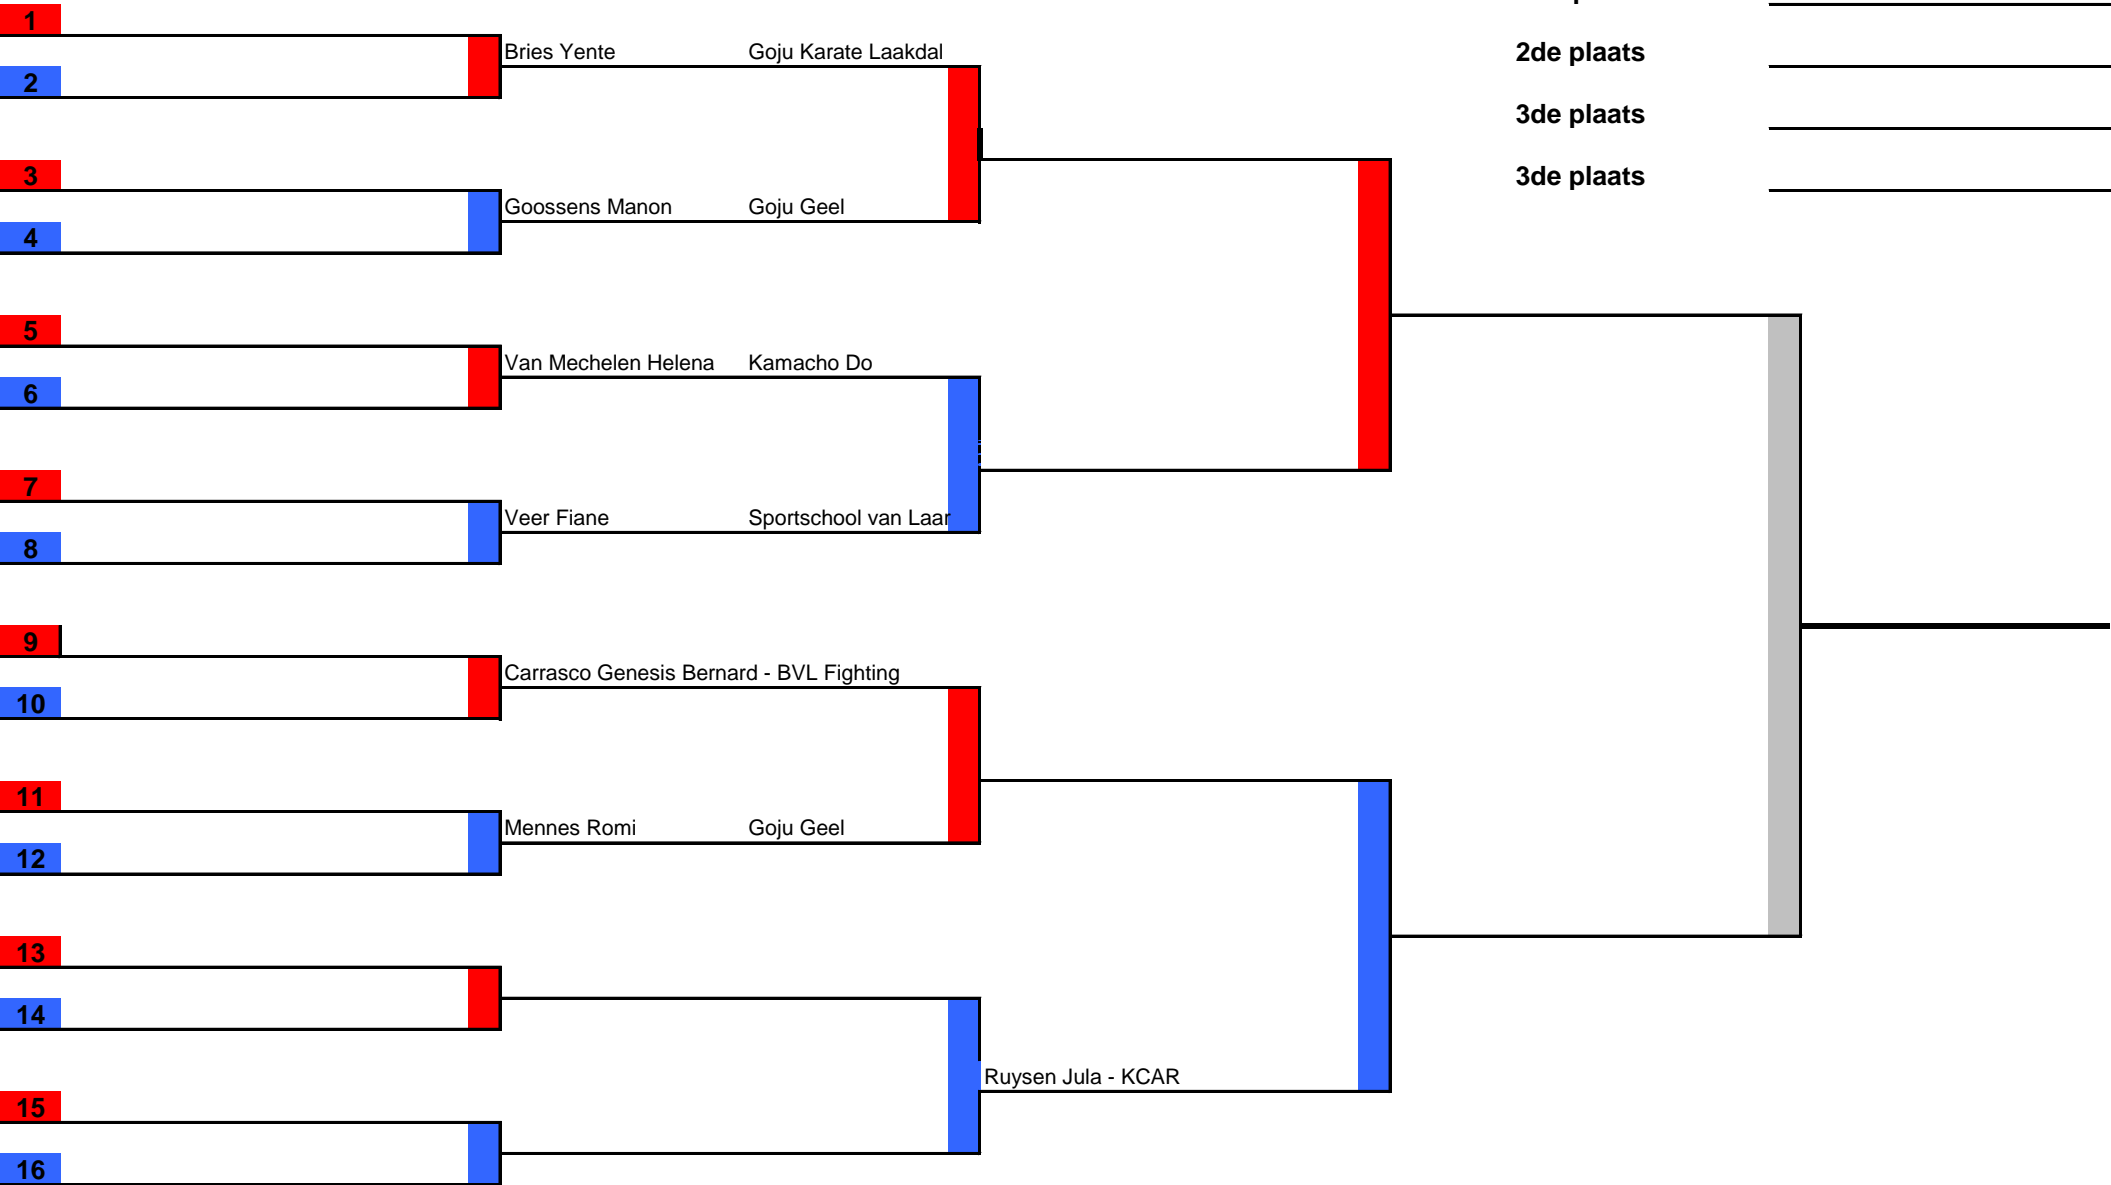 1
Bries Yente Goju Karate Laakdal
2de plaats
2
3de plaats
3
3de plaats
Goossens Manon Goju Geel
4
5
Van Mechelen Helena Kamacho Do
6
7
Veer Fiane Sportschool van Laar
8
9
Carrasco Genesis Bernard - BVL Fighting
10
11
Mennes Romi Goju Geel
12
13
14
Ruysen Jula - KCAR
15
16